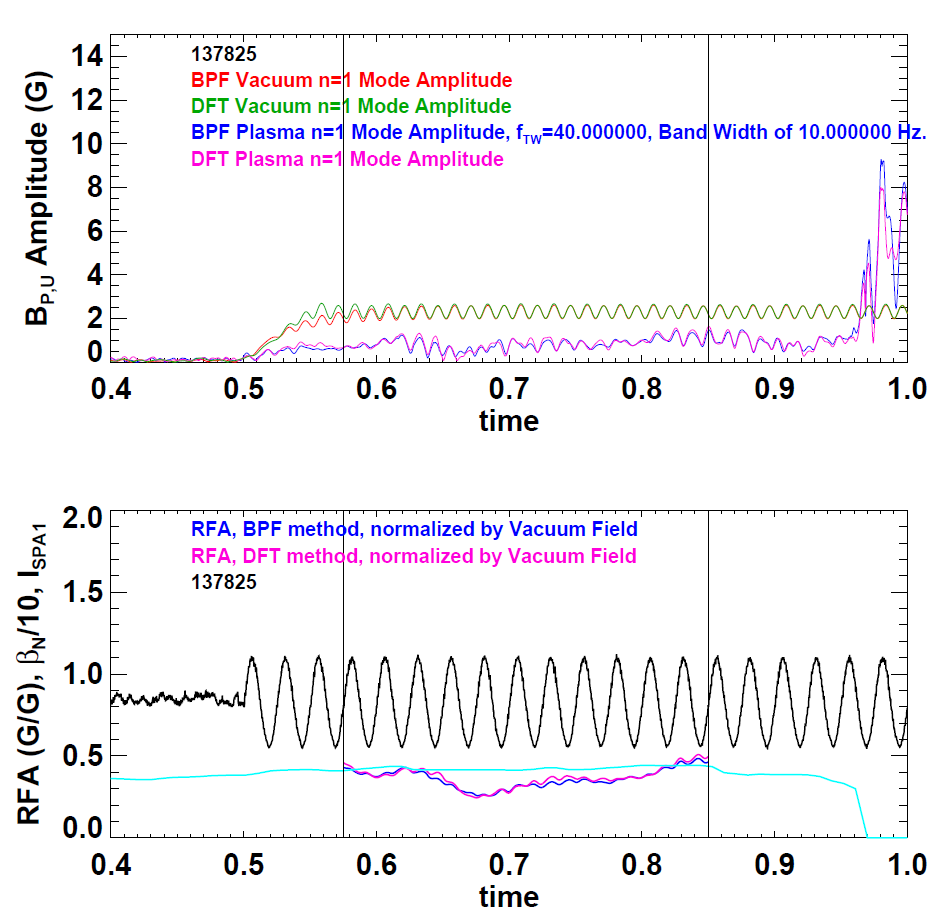 14
12
10
8
6
4
2
0
B_P,U Amplitude (G)
137825
BPF Vacuum n=1 Mode Amplitude
DFT Vacuum n=1 Mode Amplitude
BPF Plasma n=1 Mode Amplitude, f_TW=40.000000, Band Width of 10.000000 Hz.
DFT Plasma n=1 Mode Amplitude
0.4 0.5 0.6 0.7 0.8 0.9 1.0
time
2.0
1.5
1.0
0.5
0.0
RFA (G/G), β_N/10, I_SPA1
RFA, BPF method, normalized by Vacuum Field
RFA, DFT method, normalized by Vacuum Field
137825
0.4 0.5 0.6 0.7 0.8 0.9 1.0
time